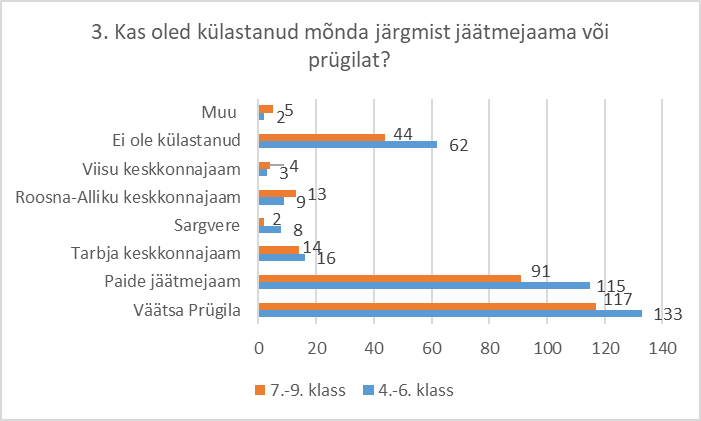 3. Kas oled külastanud mõnda järgmist jäätmejaama või
prügilat?
Muu 5
2
Ei ole külastanud 44
62
Viisu keskkonnajaam 4
3
Roosna-Alliku keskkonnajaam 13
9
Sargvere 2
8
Tarbja keskkonnajaam 14
16
Paide jäätmejaam 91
115
Väätsa Prügila 117
133
0 20 40 60 80 100 120 140
7.-9. klass 4.-6. klass